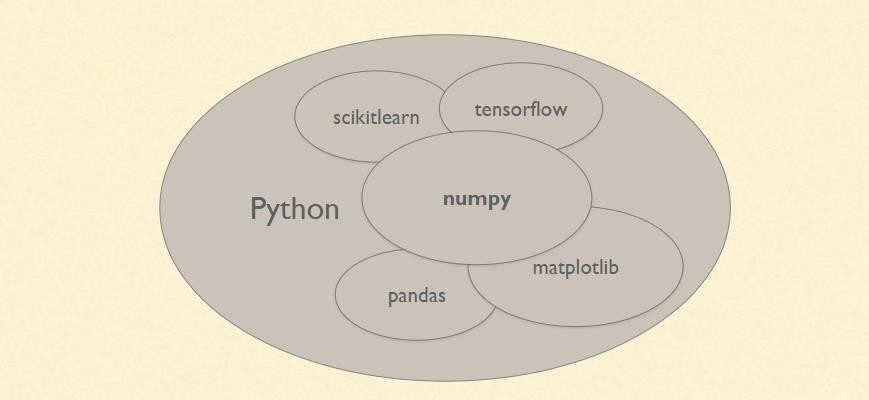 scikitlearn
tensorflow
Python
numpy
pandas
matplotlib